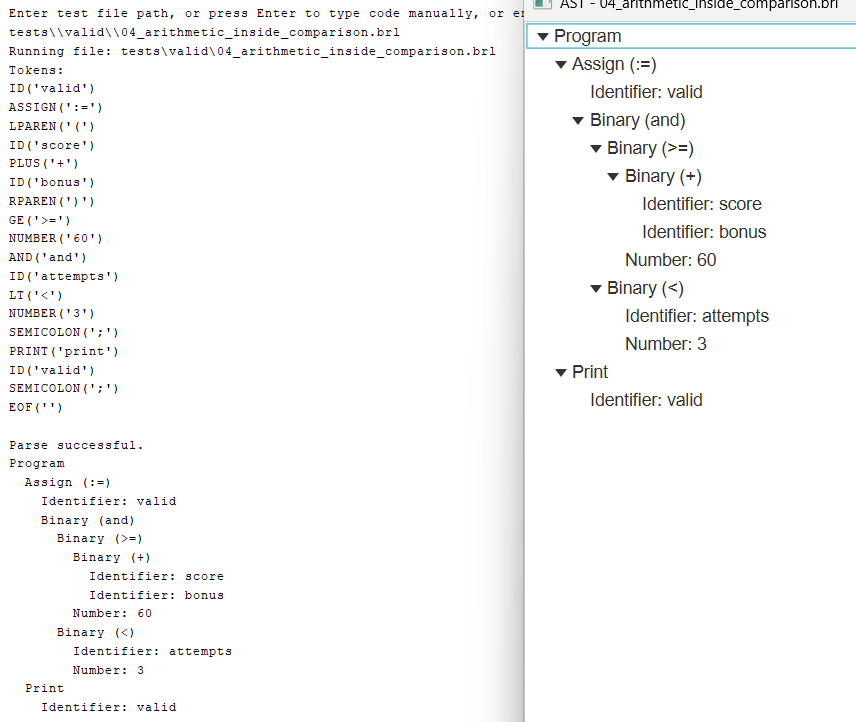 Enter test file path, or press Enter to type code manually, or
tests\\valid\\04_arithmetic_inside_comparison.brl
Running file: tests\valid\04_arithmetic_inside_comparison.brl
Tokens:
ID('valid')
ASSIGN(':=')
LPAREN('(')
ID('score')
PLUS('+')
ID('bonus')
RPAREN(')')
GE('>=')
NUMBER('60')
AND('and')
ID('attempts')
LT('<')
NUMBER('3')
SEMICOLON(';')
PRINT('print')
ID('valid')
SEMICOLON(';')
EOF('')
Parse successful.
Program
Assign (:=)
Identifier: valid
Binary (and)
Binary (>=)
Binary (+)
Identifier: score
Identifier: bonus
Number: 60
Binary (<)
Identifier: attempts
Number: 3
Print
Identifier: valid
AST - 04_arithmetic_inside_comparison.brl
Program
Assign (:=)
Identifier: valid
Binary (and)
Binary (>=)
Binary (+)
Identifier: score
Identifier: bonus
Number: 60
Binary (<)
Identifier: attempts
Number: 3
Print
Identifier: valid